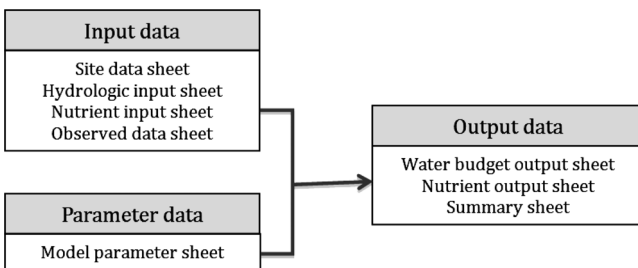 Input data
Site data sheet
Hydrologic input sheet
Nutrient input sheet
Observed data sheet
Parameter data
Model parameter sheet
Output data
Water budget output sheet
Nutrient output sheet
Summary sheet